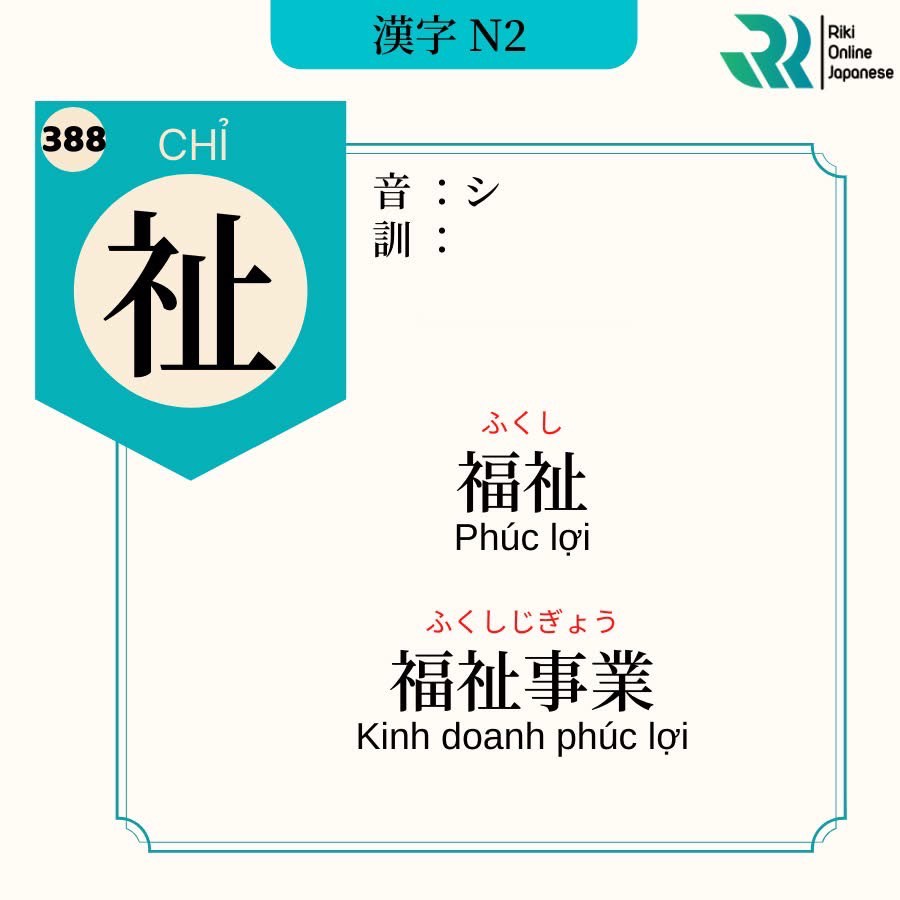 漢字 N2
Riki
Online
Japanese
388
CHỈ
祉
音 ：シ
訓 ：
ふくし
福祉
Phúc lợi
ふくしじぎょう
福祉事業
Kinh doanh phúc lợi